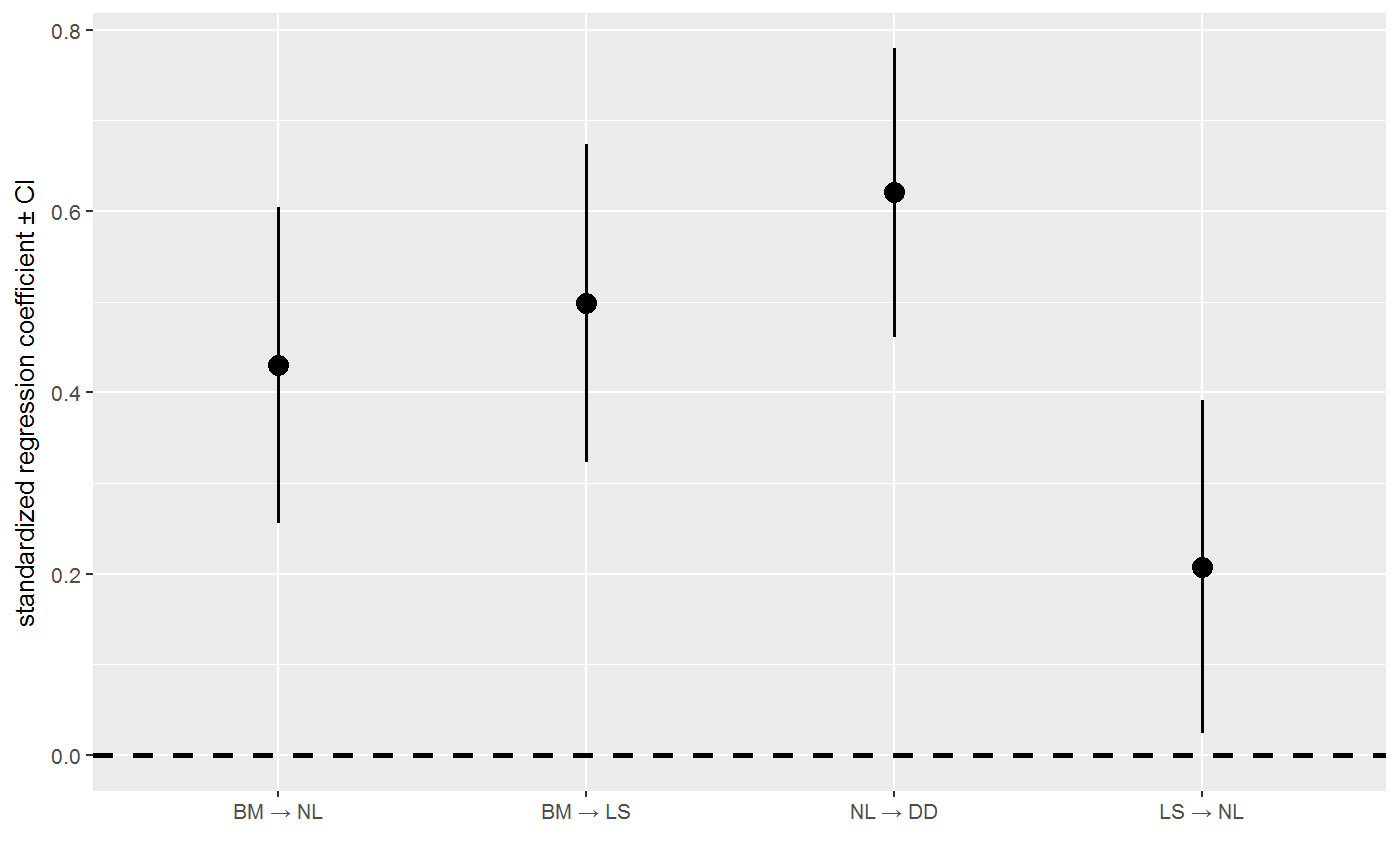 standardized regression coefficient ± CI
0.8
0.6
0.4
0.2
0.0
BM → NL
BM → LS
NL → DD
LS → NL